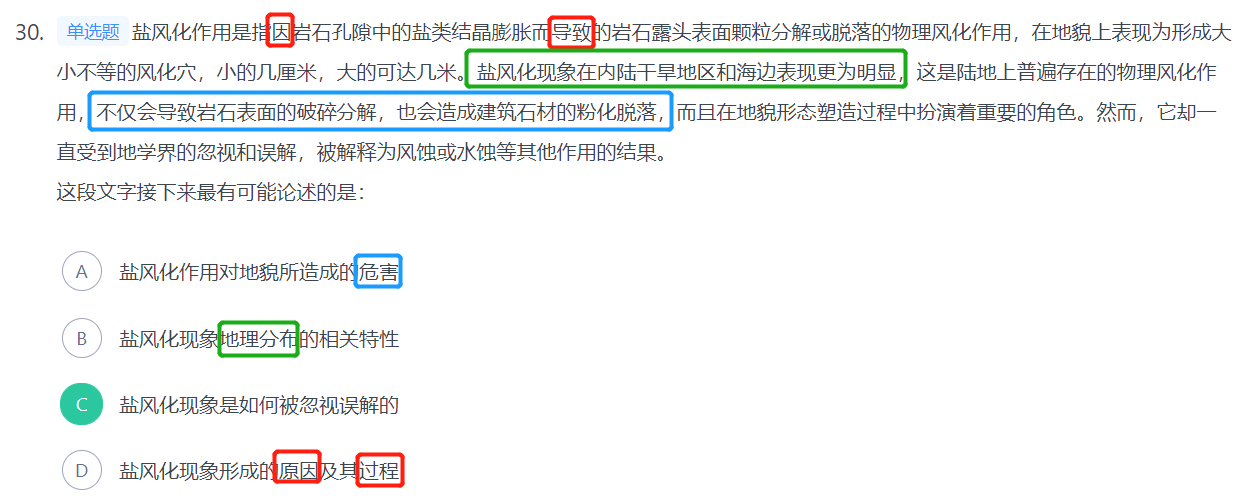 30. 单选题 盐风化作用是指因岩石孔隙中的盐类结晶膨胀而导致的岩石露头表面颗粒分解或脱落的物理风化作用，在地貌上表现为形成大
小不等的风化穴，小的几厘米，大的可达几米。盐风化现象在内陆干旱地区和海边表现更为明显，这是陆地上普遍存在的物理风化作
用，不仅会导致岩石表面的破碎分解，也会造成建筑石材的粉化脱落，而且在地貌形态塑造过程中扮演着重要的角色。然而，它却一
直受到地学界的忽视和误解，被解释为风蚀或水蚀等其他作用的结果。
这段文字接下来最有可能论述的是：
A 盐风化作用对地貌所造成的危害
B 盐风化现象地理分布的相关特性
C 盐风化现象是如何被忽视误解的
D 盐风化现象形成的原因及其过程